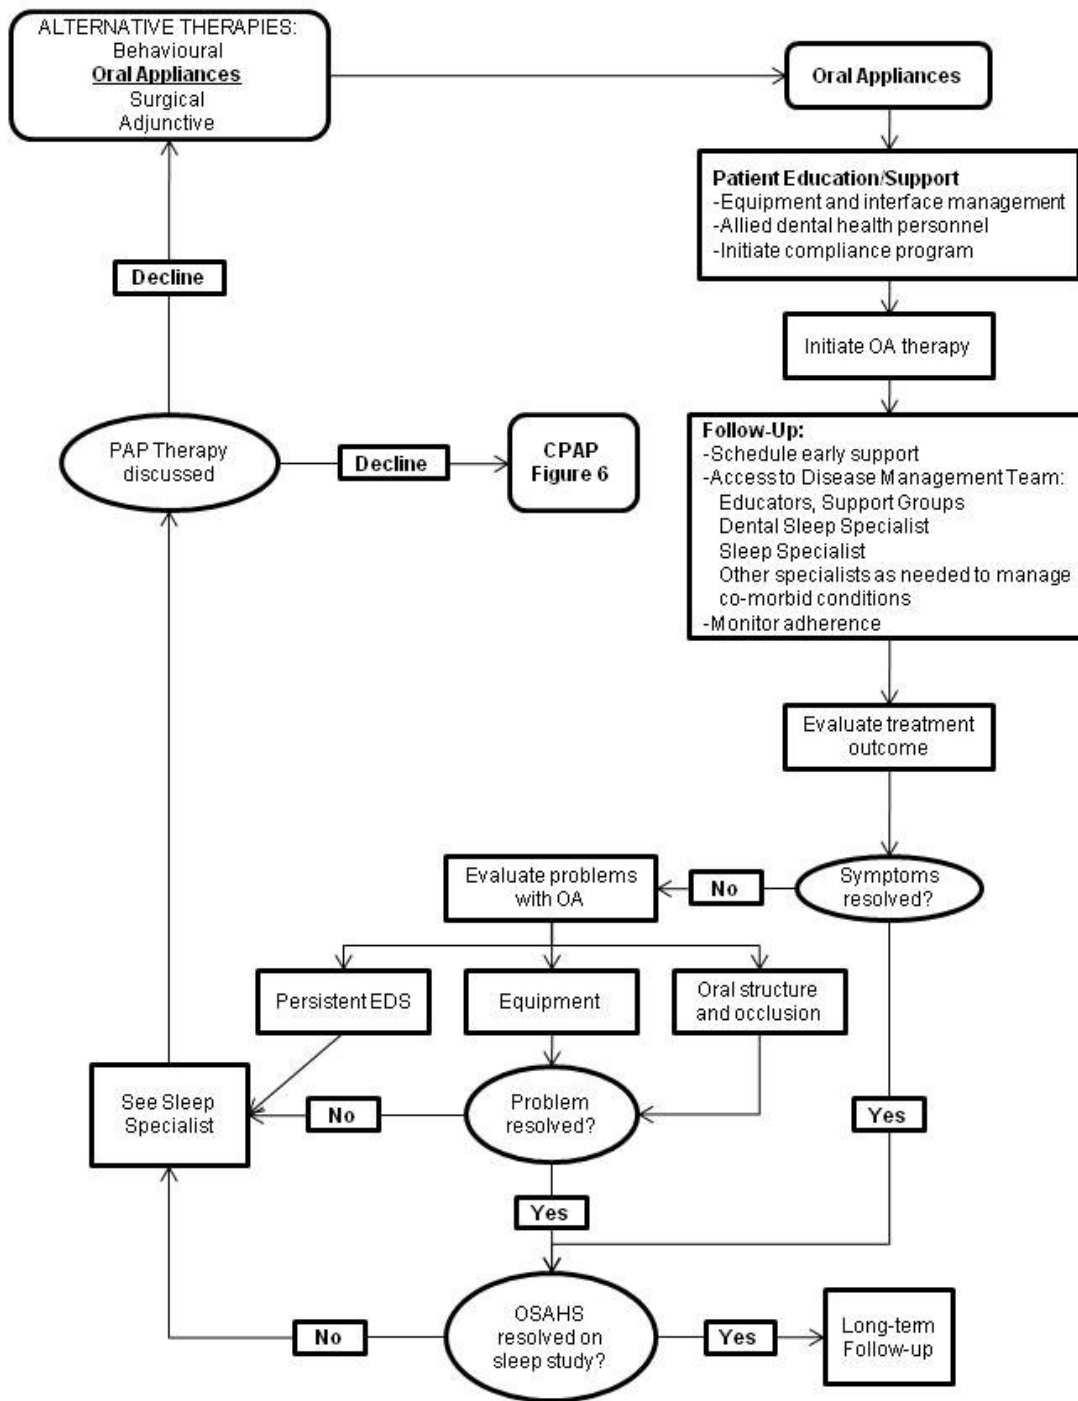 ALTERNATIVE THERAPIES:
Behavioural
Oral Appliances
Surgical
Adjunctive
Oral Appliances
Patient Education/Support
-Equipment and interface management
-Allied dental health personnel
-Initiate compliance program
Decline
Initiate OA therapy
PAP Therapy
discussed
Decline
CPAP
Figure 6
Follow-Up:
-Schedule early support
-Access to Disease Management Team:
Educators, Support Groups
Dental Sleep Specialist
Sleep Specialist
Other specialists as needed to manage
co-morbid conditions
-Monitor adherence
Evaluate treatment
outcome
Symptoms
resolved?
No
Evaluate problems
with OA
Persistent EDS
Equipment
Oral structure
and occlusion
See Sleep
Specialist
No
Problem
resolved?
Yes
Yes
OSAHS
resolved on
sleep study?
No
Yes
Long-term
Follow-up